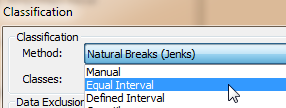 Classification
Classification
Method: Natural Breaks (Jenks)
Manual
Classes: Equal Interval
Defined Interval
Data Exclusion